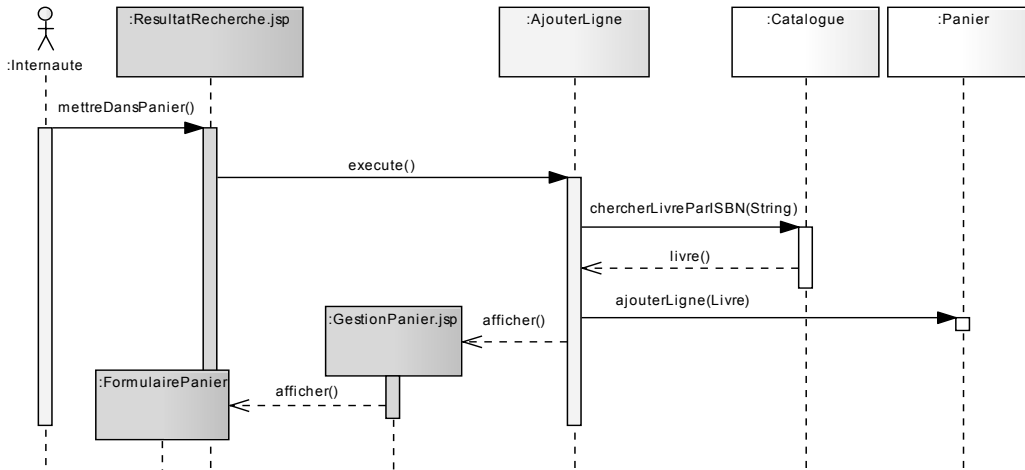 :ResultatRecherche.jsp
:AjouterLigne
:Catalogue
:Panier
:Internaute
mettreDansPanier()
execute()
chercherLivreParISBN(String)
livre()
ajouterLigne(Livre)
:GestionPanier.jsp
afficher()
:FormulairePanier
afficher()